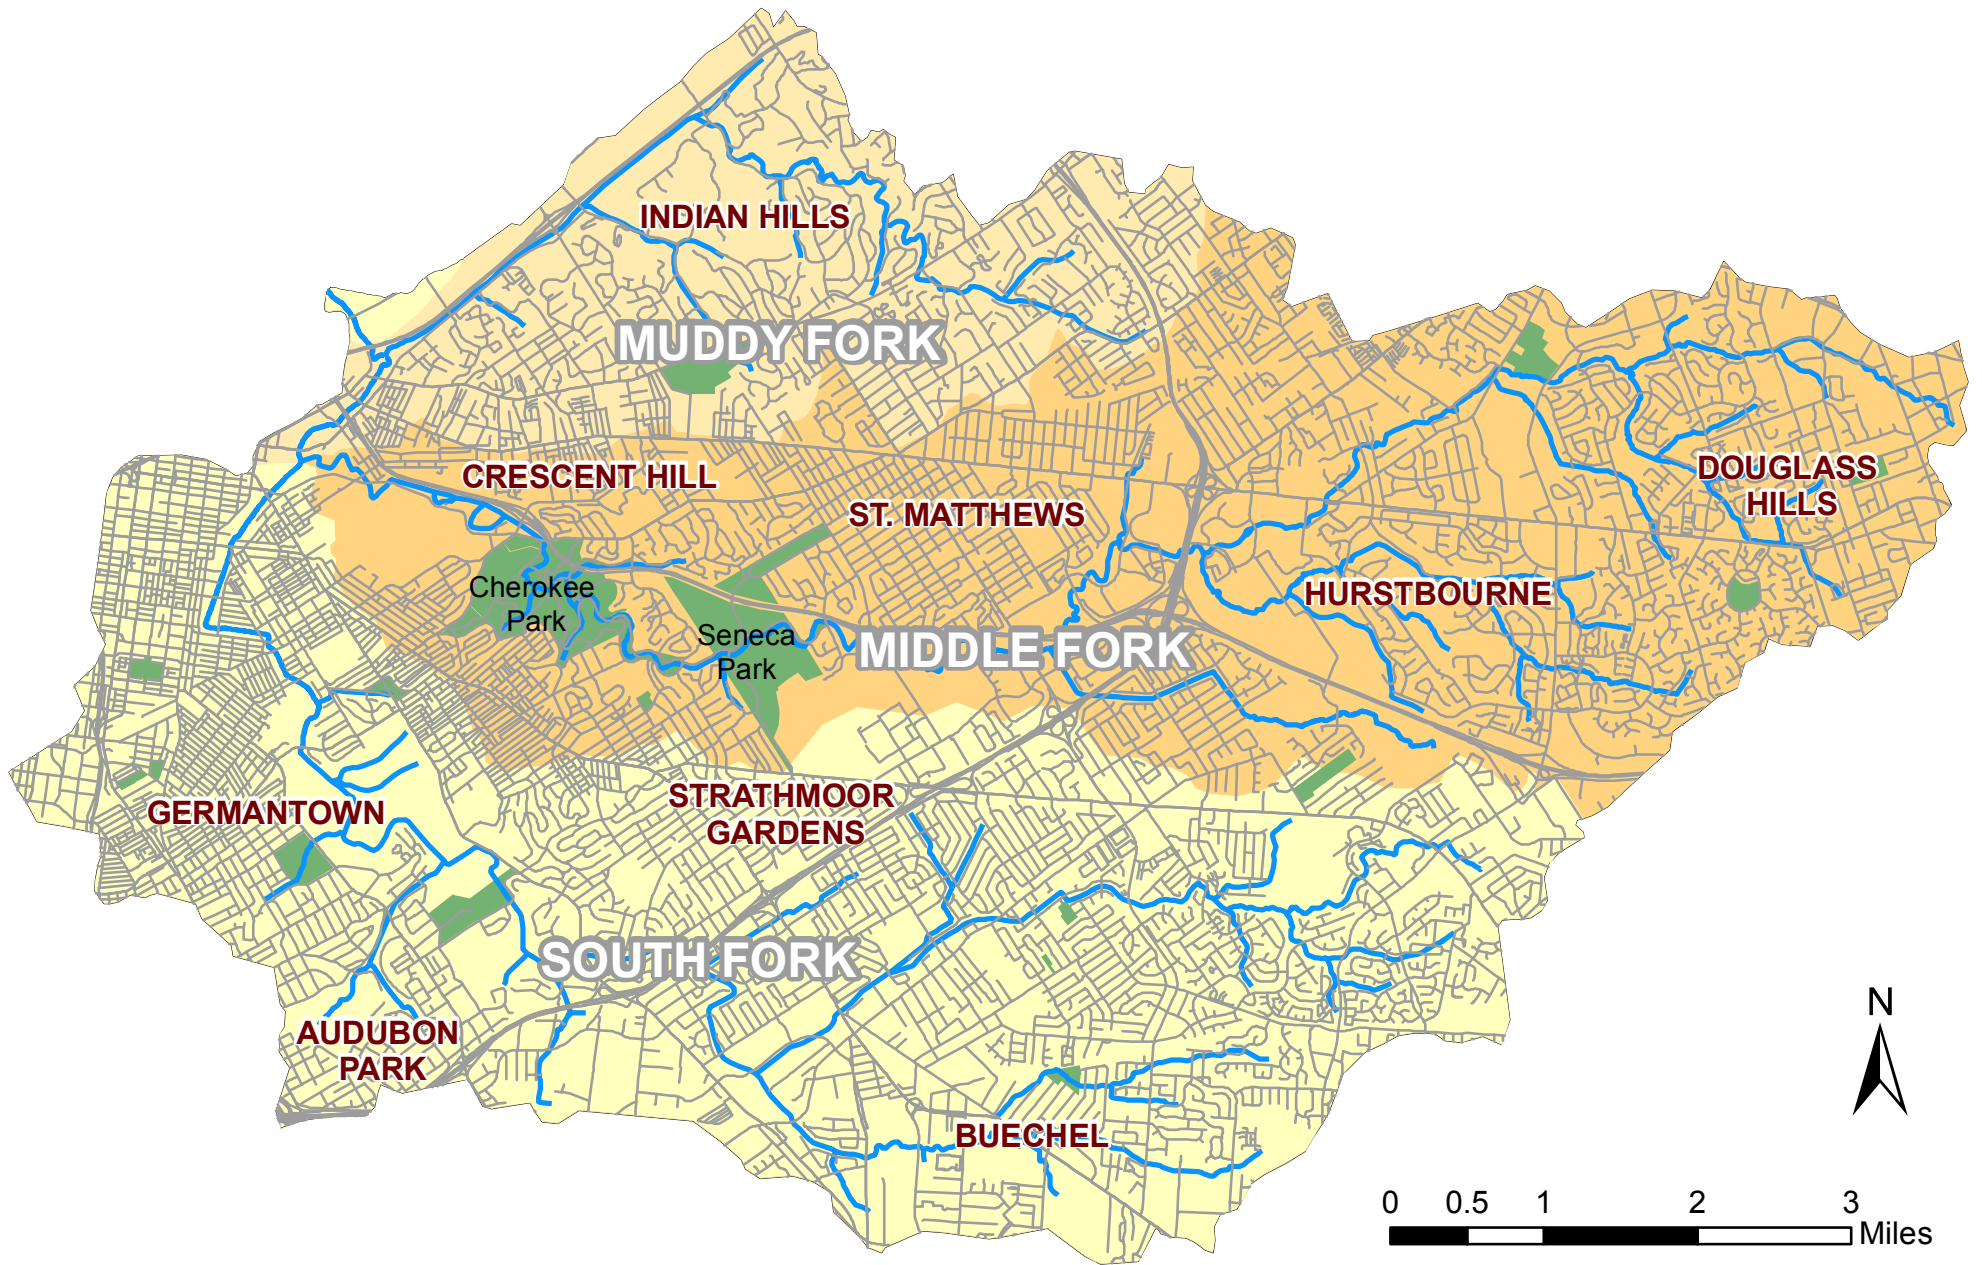 INDIAN HILLS
MUDDY FORK
CRESCENT HILL
ST. MATTHEWS
DOUGLASS
HILLS
Cherokee
Park
HURSTBOURNE
Seneca
Park
MIDDLE FORK
GERMANTOWN
STRATHMOOR
GARDENS
SOUTH FORK
AUDUBON
PARK
BUECHEL
N
0 0.5 1 2 3
Miles